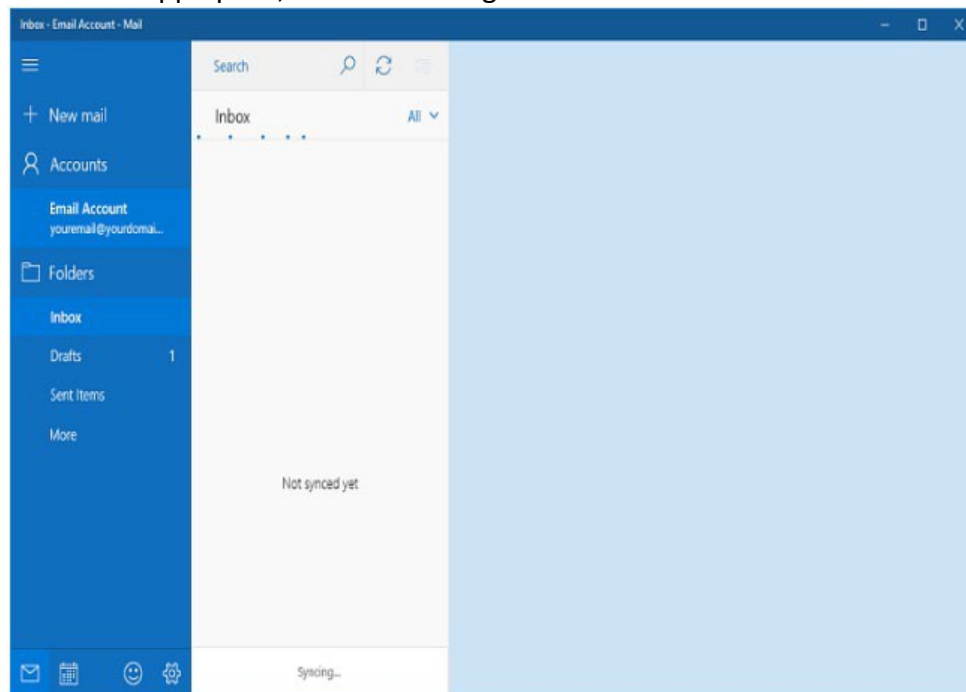 Inbox - Email Account - Mail
Search
New mail
Inbox
All
Accounts
Email Account
youremail@yourdomai...
Folders
Inbox
Drafts 1
Sent Items
More
Not synced yet
Syncing...